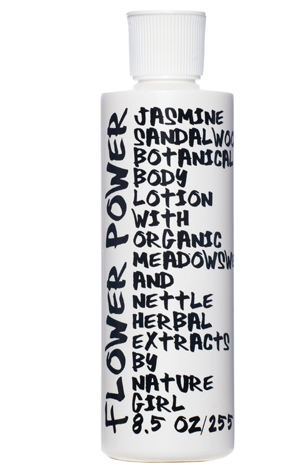 FLOWER POWER
JASMINE
SANDALWOO
BOTANICAL
BODY
LOTION
WITH
ORGANIC
MEADOWSW
AND
NETTLE
HERBAL
EXTRACTS
BY
NATURE
GIRL
8.5 OZ/255